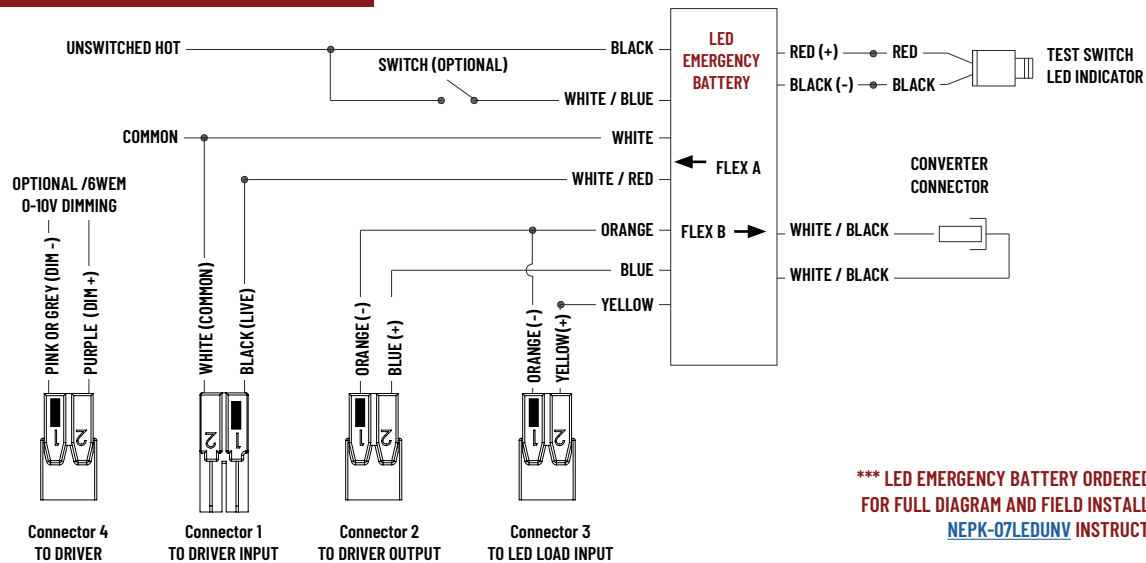 UNSWITCHED HOT
BLACK
SWITCH (OPTIONAL)
WHITE / BLUE
COMMON
WHITE
WHITE / RED
OPTIONAL /6WEM
0-10V DIMMING
ORANGE
BLUE
YELLOW
LED
EMERGENCY
BATTERY
FLEX A
FLEX B
RED (+)
RED
BLACK (-)
BLACK
TEST SWITCH
LED INDICATOR
CONVERTER
CONNECTOR
WHITE / BLACK
WHITE / BLACK
PINK OR GREY (DIM -)
PURPLE (DIM +)
WHITE (COMMON)
BLACK (LIVE)
ORANGE (-)
BLUE (+)
ORANGE (-)
YELLOW(+)
1
2
2
1
1
2
1
2
Connector 4
TO DRIVER
Connector 1
TO DRIVER INPUT
Connector 2
TO DRIVER OUTPUT
Connector 3
TO LED LOAD INPUT
*** LED EMERGENCY BATTERY ORDERED
FOR FULL DIAGRAM AND FIELD INSTALL
NEPK-07LEDUNV INSTRUCT